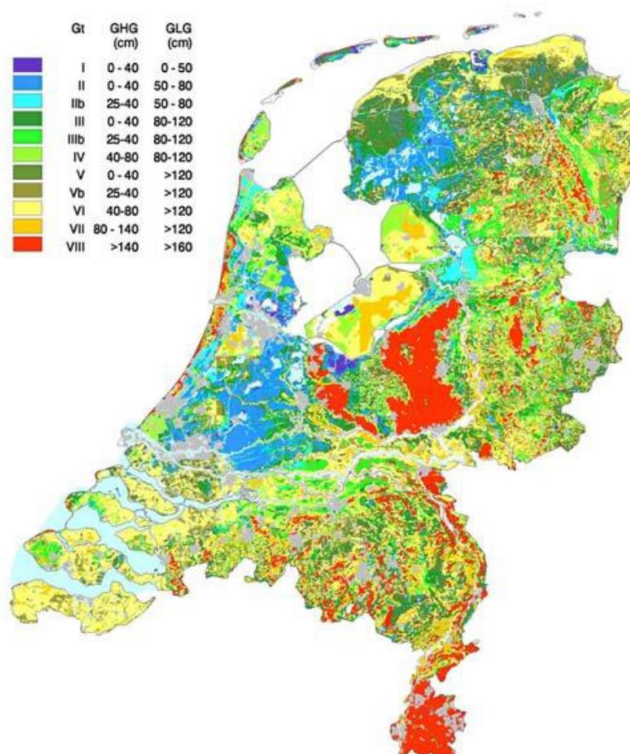 Gt GHG GLG
(cm) (cm)
I 0 - 40 0 - 50
II 0 - 40 50 - 80
IIb 25-40 50 - 80
III 0 - 40 80-120
IIIb 25-40 80-120
IV 40-80 80-120
V 0 - 40 >120
Vb 25-40 >120
VI 40-80 >120
VII 80 - 140 >120
VIII >140 >160